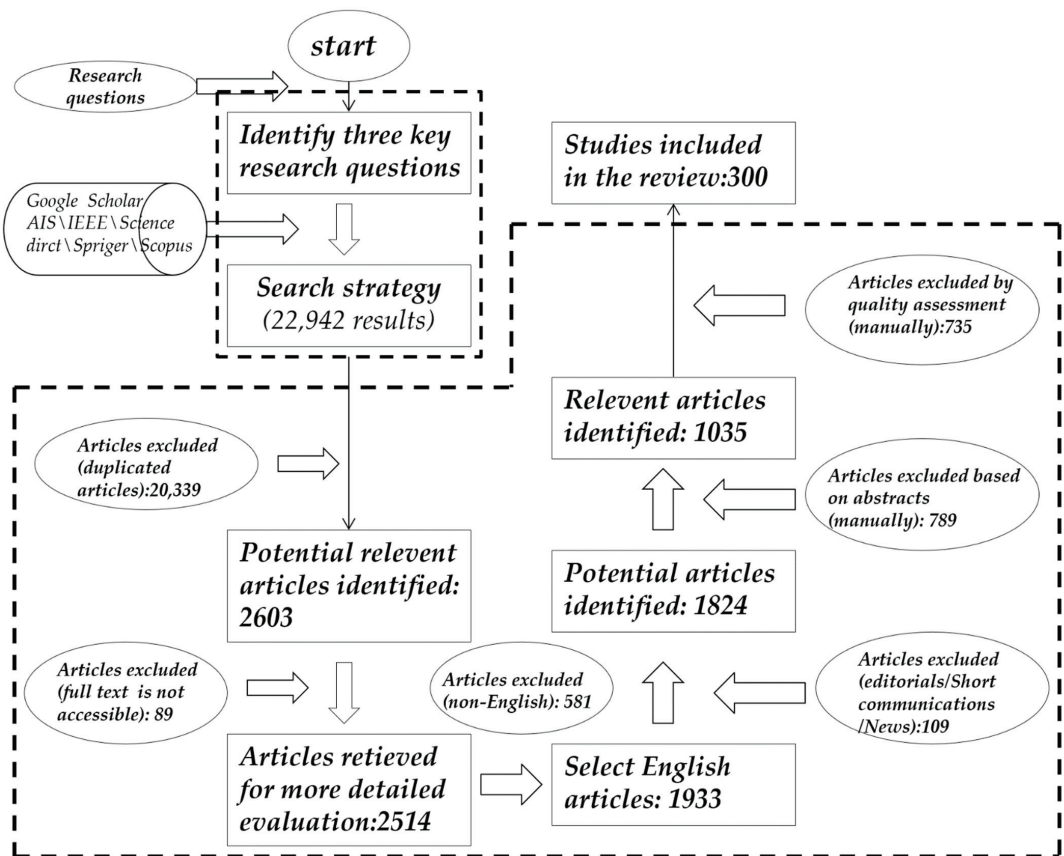 start
Research
questions
Identify three key
research questions
Google Scholar
AIS\IEEE\Science
dirct\Spriger\Scopus
Search strategy
(22,942 results)
Articles excluded
(duplicated
articles):20,339
Potential relevent
articles identified:
2603
Articles excluded
(full text is not
accessible): 89
Articles retieved
for more detailed
evaluation:2514
Articles excluded
(non-English): 581
Select English
articles: 1933
Articles excluded
(editorials/Short
communications
/News):109
Potential articles
identified: 1824
Articles excluded based
on abstracts
(manually): 789
Relevent articles
identified: 1035
Articles excluded by
quality assessment
(manually):735
Studies included
in the review:300